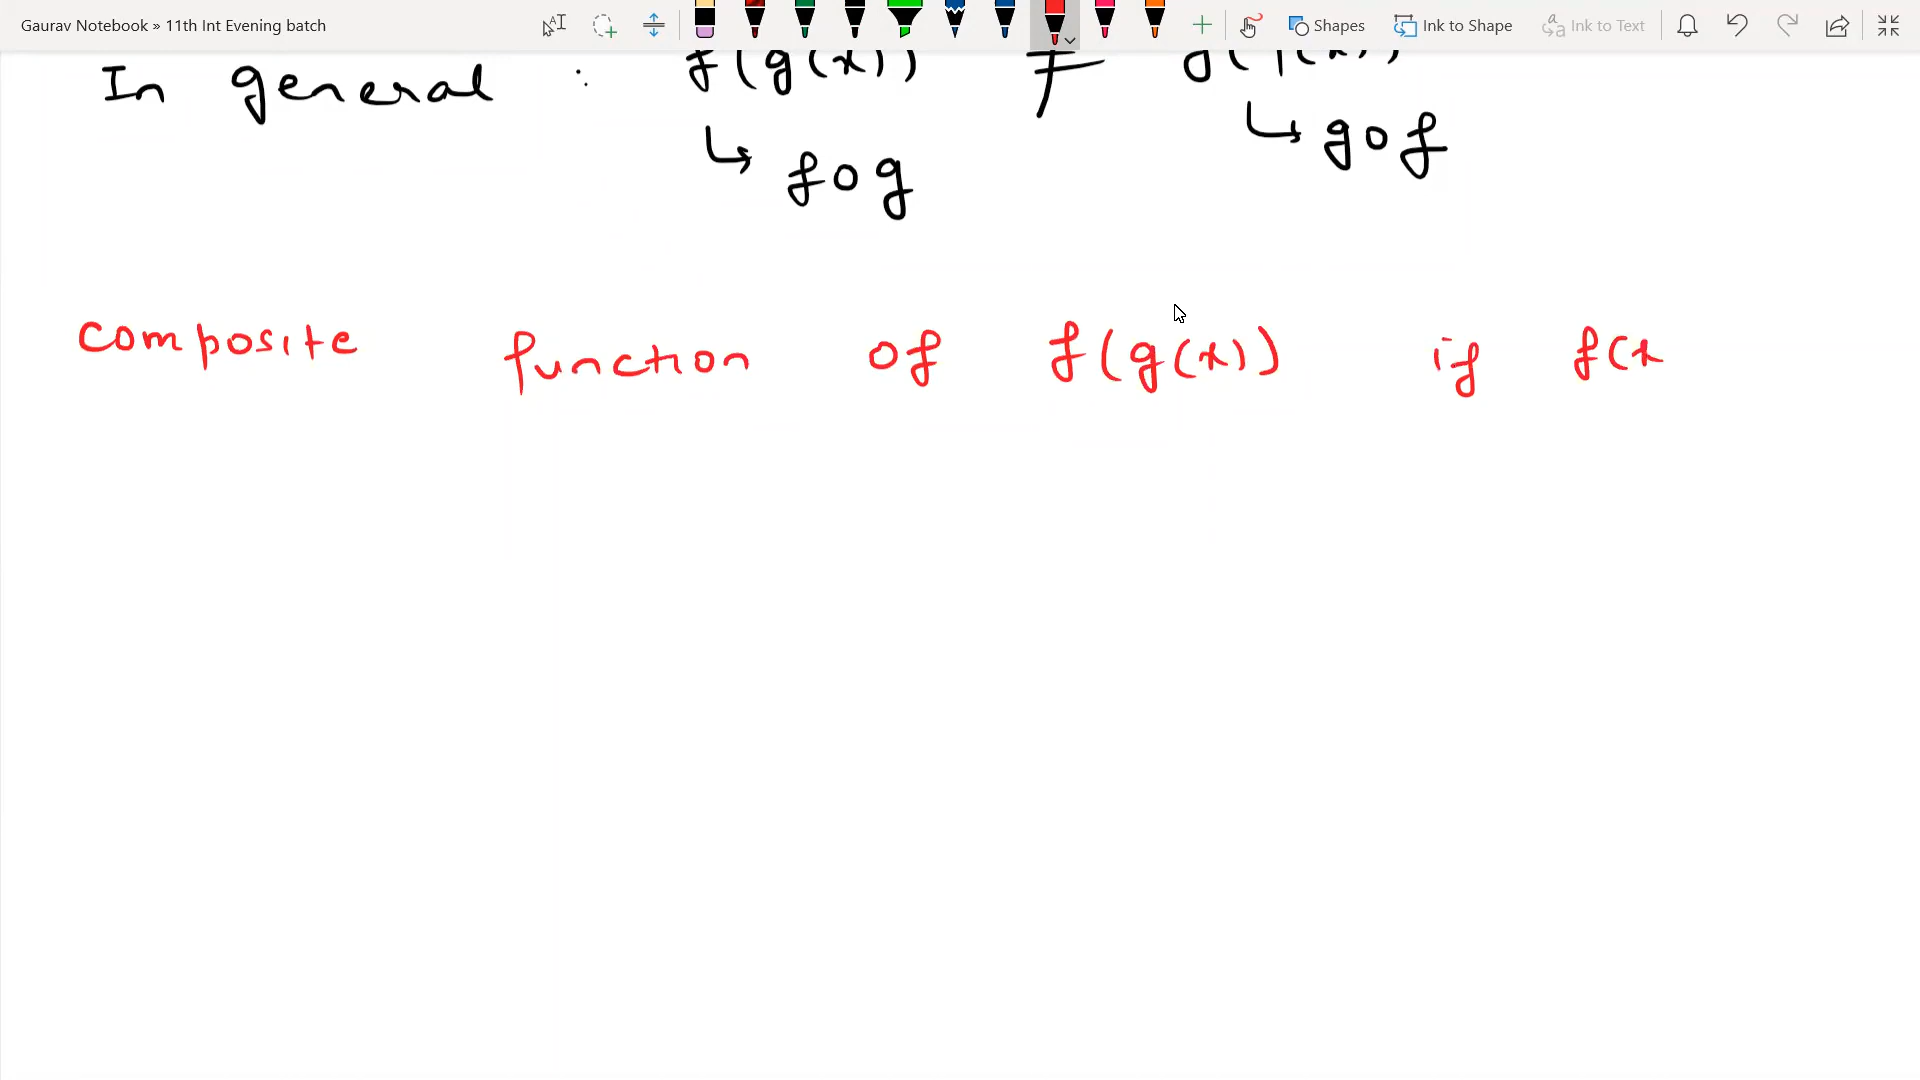 Gaurav Notebook » 11th Int Evening batch
Shapes
Ink to Shape
Ink to Text
In general : f(g(x)) ≠ g(f(x))
↳ fog ↳ gof
composite function of f(g(x)) if f(x